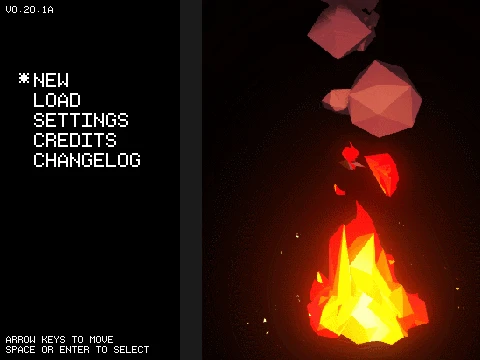 V0.20.1A
*NEW
LOAD
SETTINGS
CREDITS
CHANGELOG
ARROW KEYS TO MOVE
SPACE OR ENTER TO SELECT